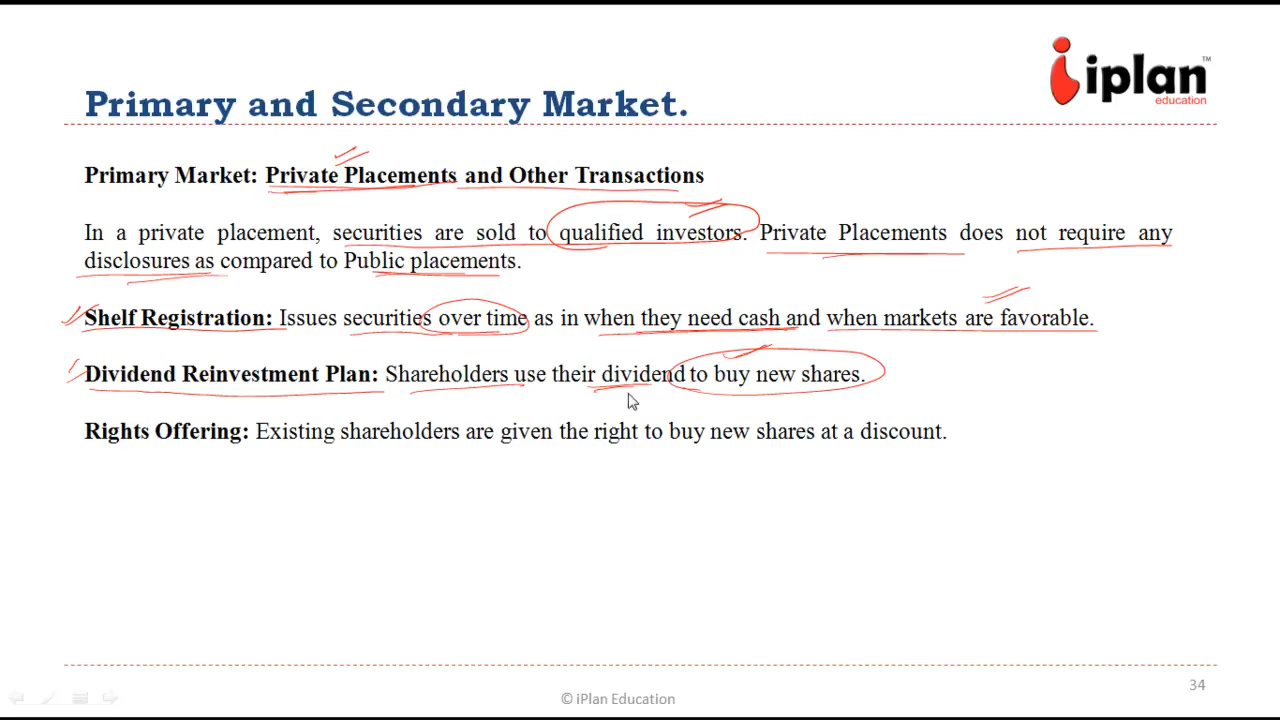 iplan™
education
Primary and Secondary Market.
Primary Market: Private Placements and Other Transactions
In a private placement, securities are sold to qualified investors. Private Placements does not require any
disclosures as compared to Public placements.
Shelf Registration: Issues securities over time as in when they need cash and when markets are favorable.
Dividend Reinvestment Plan: Shareholders use their dividend to buy new shares.
Rights Offering: Existing shareholders are given the right to buy new shares at a discount.
34
© iPlan Education